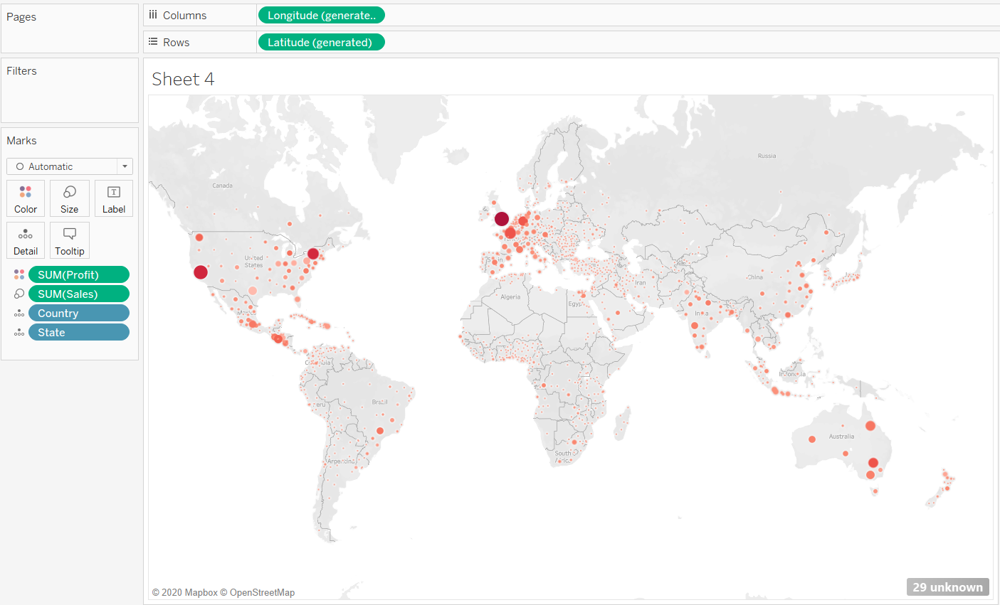 Pages
Columns
Longitude (generate..
Rows
Latitude (generated)
Filters
Sheet 4
Marks
Automatic
Color
Size
Label
Detail
Tooltip
SUM(Profit)
SUM(Sales)
Country
State
Russia
Canada
United
States
China
Iran
Algeria
Egypt
India
Mexico
Colombia
Indonesia
Brazil
Peru
Australia
South
Africa
Argentina
© 2020 Mapbox © OpenStreetMap
29 unknown